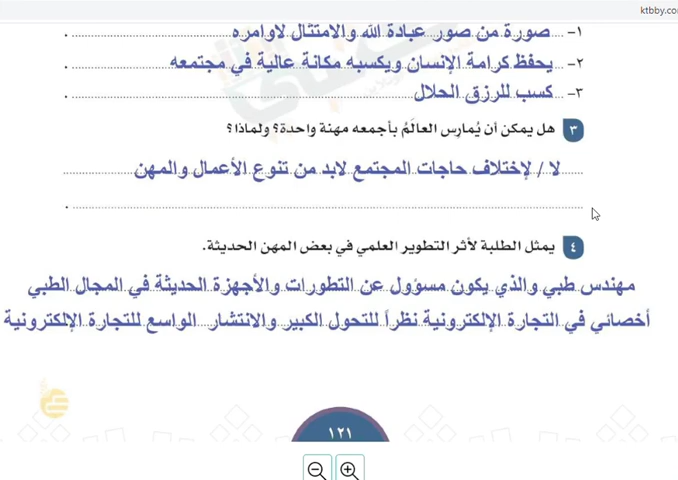 ktbby.co
١- صورة من صور عبادة الله والامتثال لاوامره .
٢- يحفظ كرامة الإنسان ويكسبه مكانة عالية في مجتمعه .
٣- كسب للرزق الحلال .
٣ هل يمكن أن يُمارِس العالَمُ بأجمعه مهنة واحدة؟ ولماذا؟
لا / لإختلاف حاجات المجتمع لابد من تنوع الأعمال والمهن
.
٤ يمثل الطلبة لأثر التطوير العلمي في بعض المهن الحديثة.
مهندس طبي والذي يكون مسؤول عن التطورات والأجهزة الحديثة في المجال الطبي
أخصائي في التجارة الإلكترونية نظراً للتحول الكبير والانتشار الواسع للتجارة الإلكترونية
١٢١